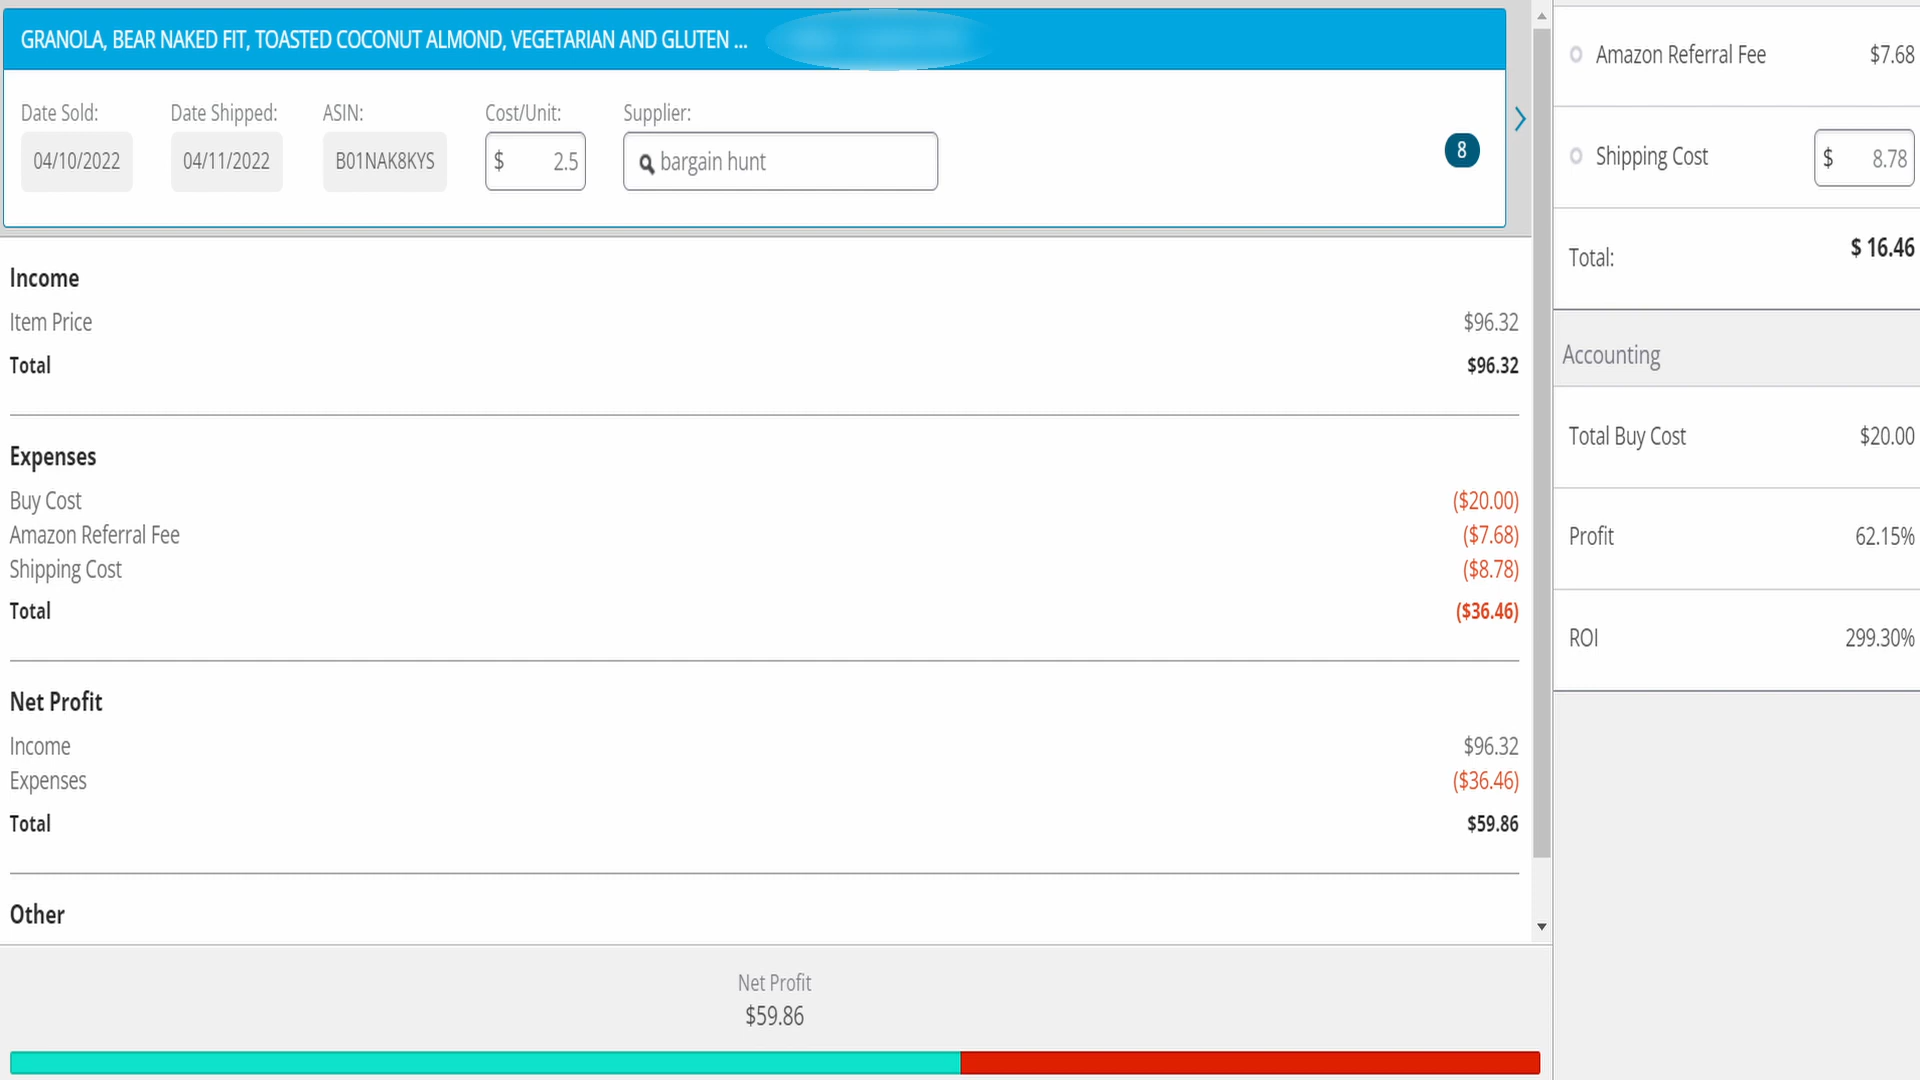 GRANOLA, BEAR NAKED FIT, TOASTED COCONUT ALMOND, VEGETARIAN AND GLUTEN ...
Date Sold: Date Shipped: ASIN: Cost/Unit: Supplier:
04/10/2022 04/11/2022 B01NAK8KYS $ 2.5 bargain hunt 8
Income
Item Price $96.32
Total $96.32
Expenses
Buy Cost ($20.00)
Amazon Referral Fee ($7.68)
Shipping Cost ($8.78)
Total ($36.46)
Net Profit
Income $96.32
Expenses ($36.46)
Total $59.86
Other
Net Profit
$59.86
Amazon Referral Fee $7.68
Shipping Cost $ 8.78
Total: $ 16.46
Accounting
Total Buy Cost $20.00
Profit 62.15%
ROI 299.30%